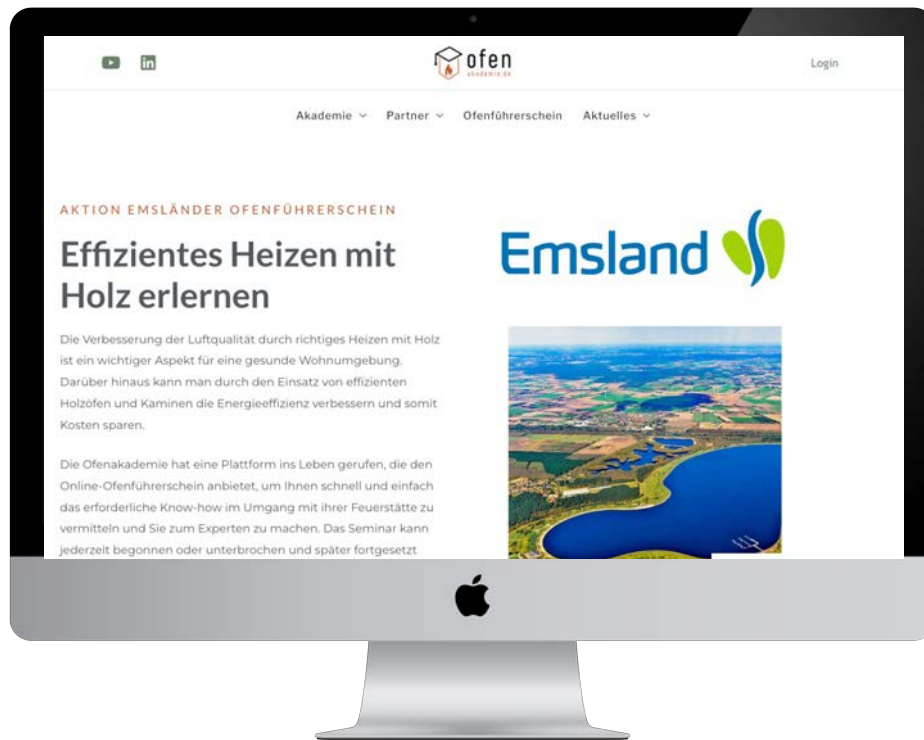 ofen
akademie.de
Login
Akademie
Partner
Ofenführerschein
Aktuelles
AKTION EMSLÄNDER OFENFÜHRERSCHEIN
Effizientes Heizen mit
Holz erlernen
Die Verbesserung der Luftqualität durch richtiges Heizen mit Holz
ist ein wichtiger Aspekt für eine gesunde Wohnumgebung.
Darüber hinaus kann man durch den Einsatz von effizienten
Holzöfen und Kaminen die Energieeffizienz verbessern und somit
Kosten sparen.
Die Ofenakademie hat eine Plattform ins Leben gerufen, die den
Online-Ofenführerschein anbietet, um Ihnen schnell und einfach
das erforderliche Know-how im Umgang mit ihrer Feuerstätte zu
vermitteln und Sie zum Experten zu machen. Das Seminar kann
jederzeit begonnen oder unterbrochen und später fortgesetzt
Emsland